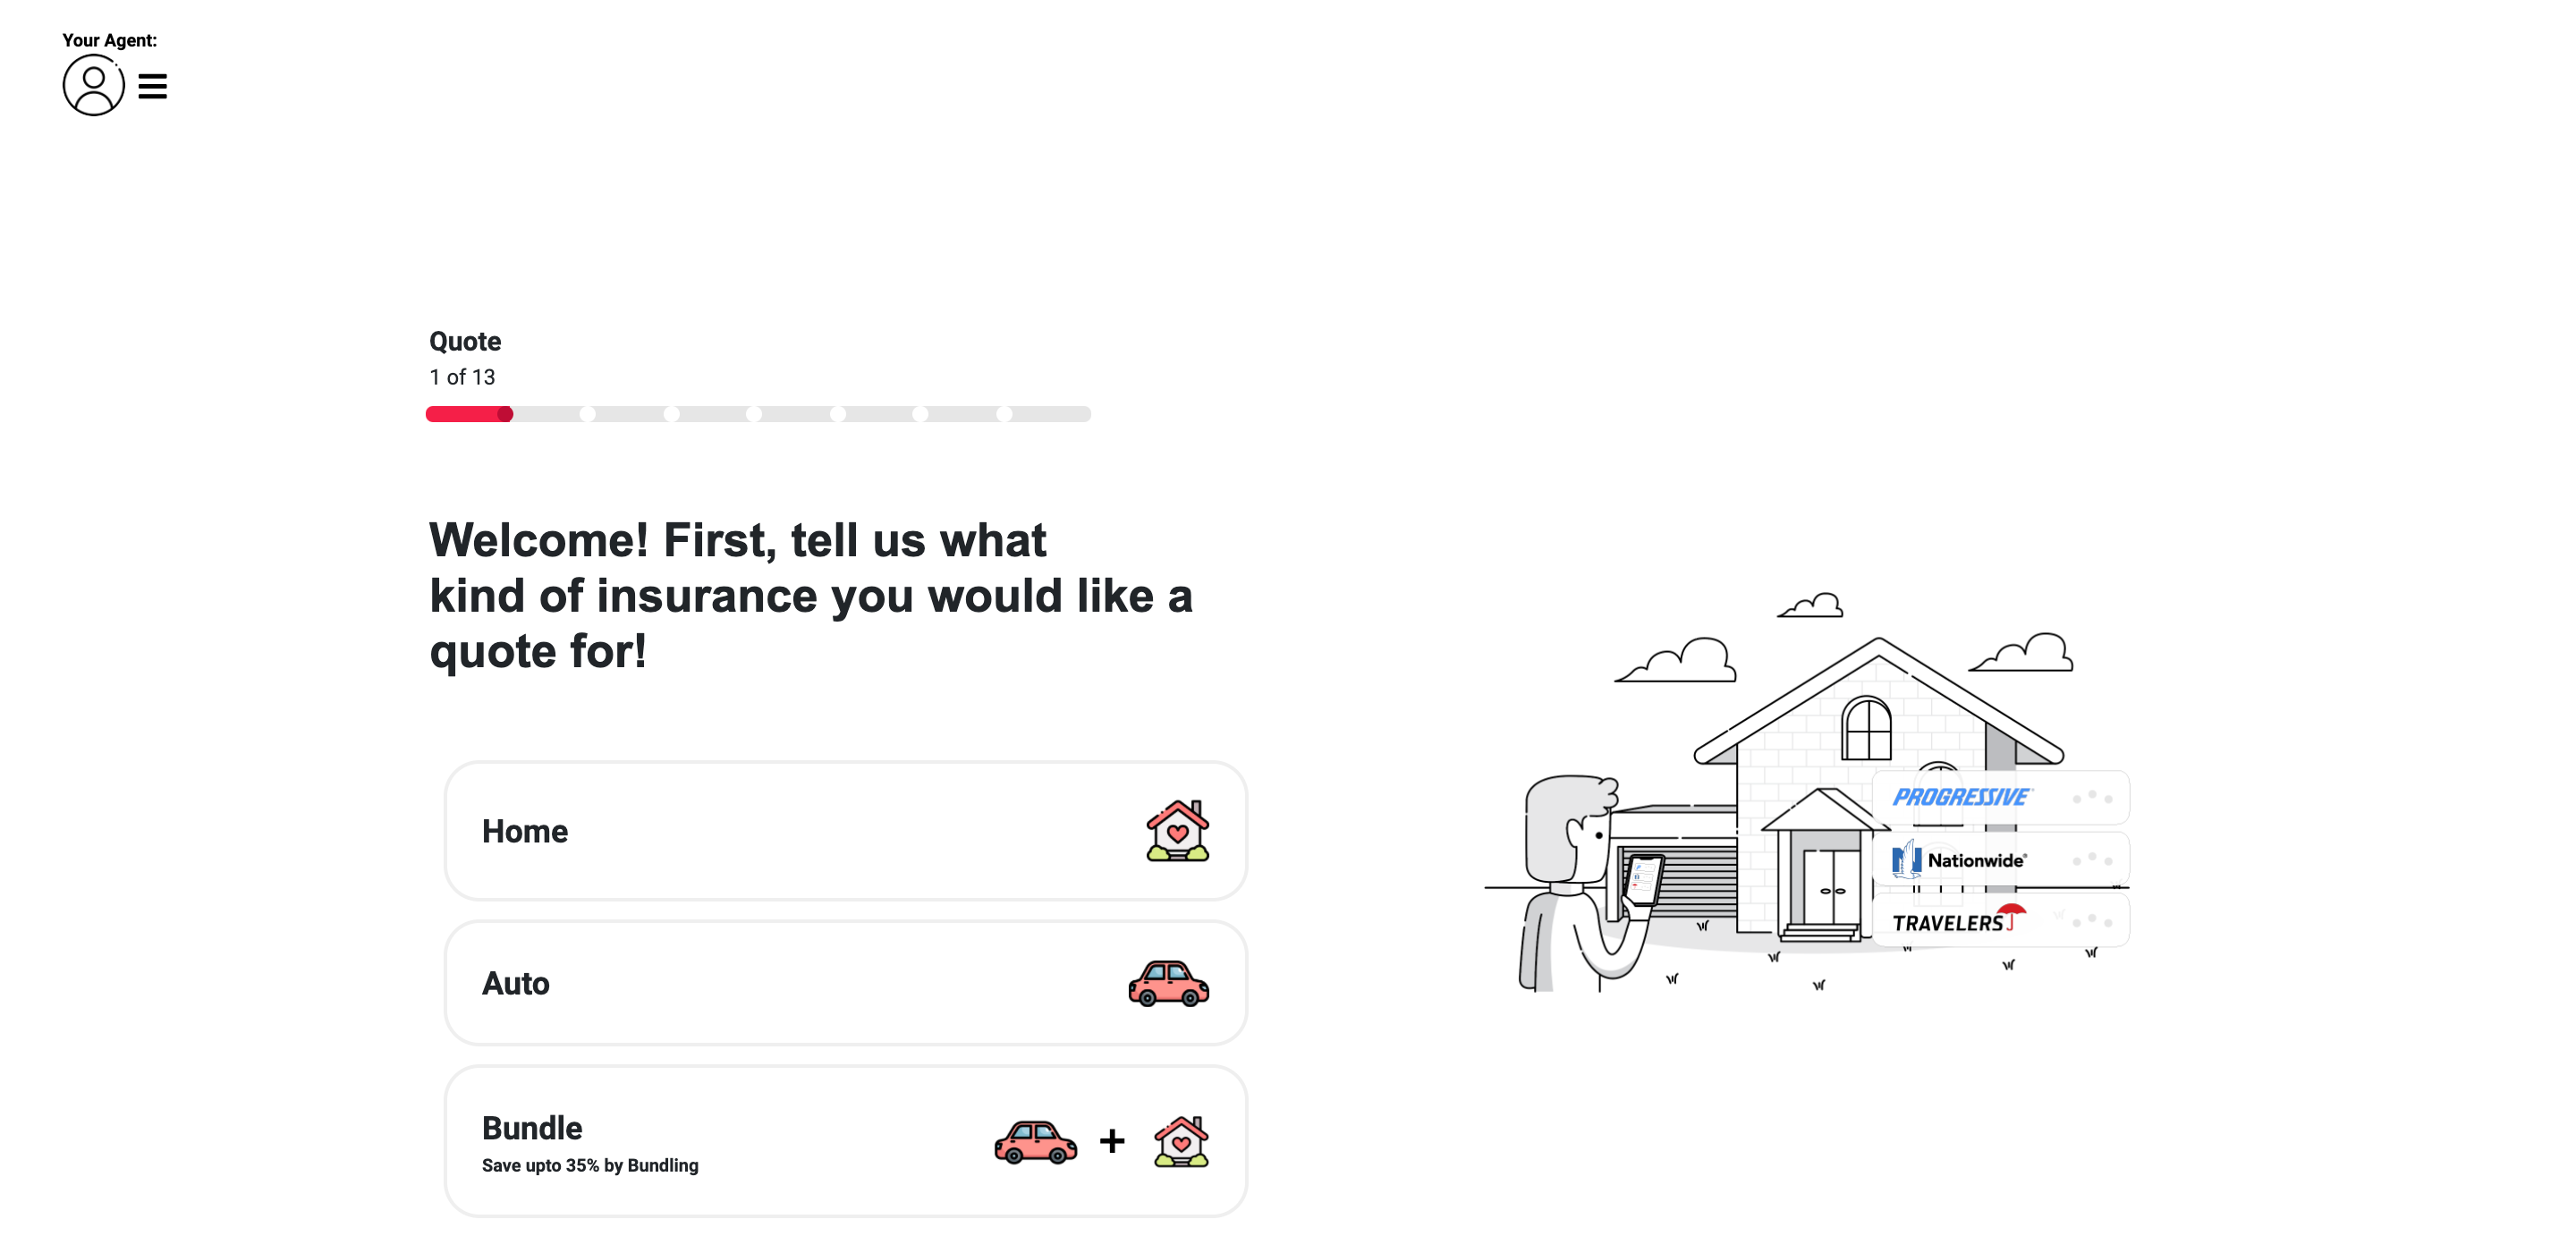 Your Agent:
Quote
1 of 13
Welcome! First, tell us what
kind of insurance you would like a
quote for!
Home
Auto
Bundle
Save upto 35% by Bundling
PROGRESSIVE
Nationwide®
TRAVELERS